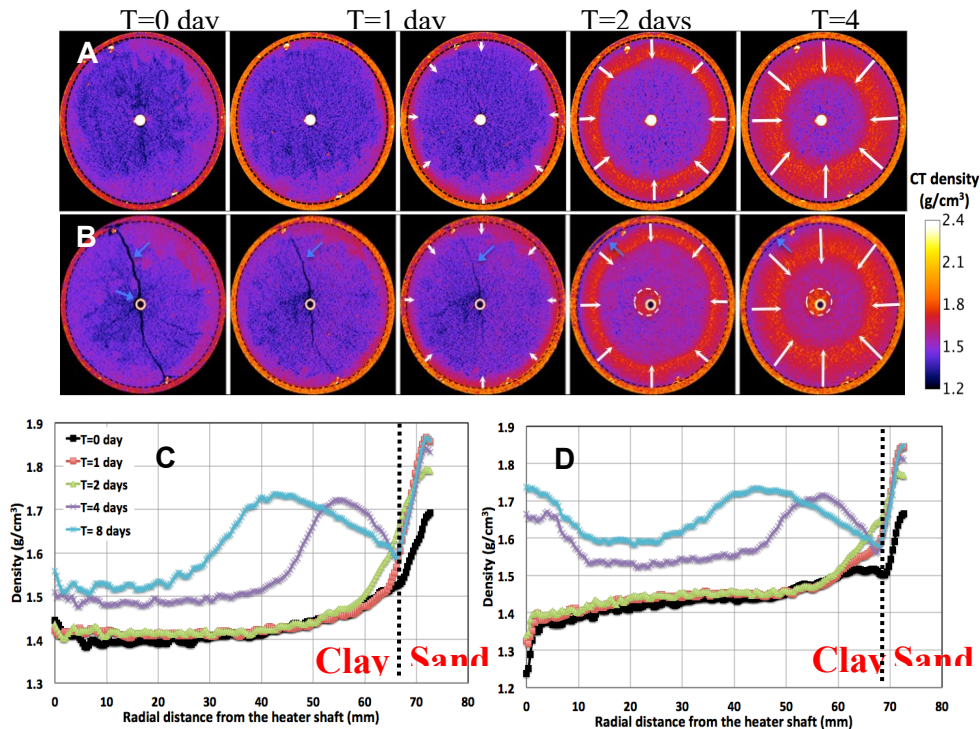 T=0 day T=1 day T=2 days T=4
A
CT density
(g/cm³)
B
2.4
2.1
1.8
1.5
1.2
1.9
T=0 day
T=1 day
T=2 days
T=4 days
T= 8 days
C
1.8
1.7
1.6
1.5
1.4
1.3
Density (g/cm³)
Clay Sand
0 10 20 30 40 50 60 70 80
Radial distance from the heater shaft (mm)
1.9
D
1.8
1.7
1.6
1.5
1.4
1.3
1.2
Density (g/cm³)
Clay Sand
0 10 20 30 40 50 60 70 80
Radial distance from the heater shaft (mm)